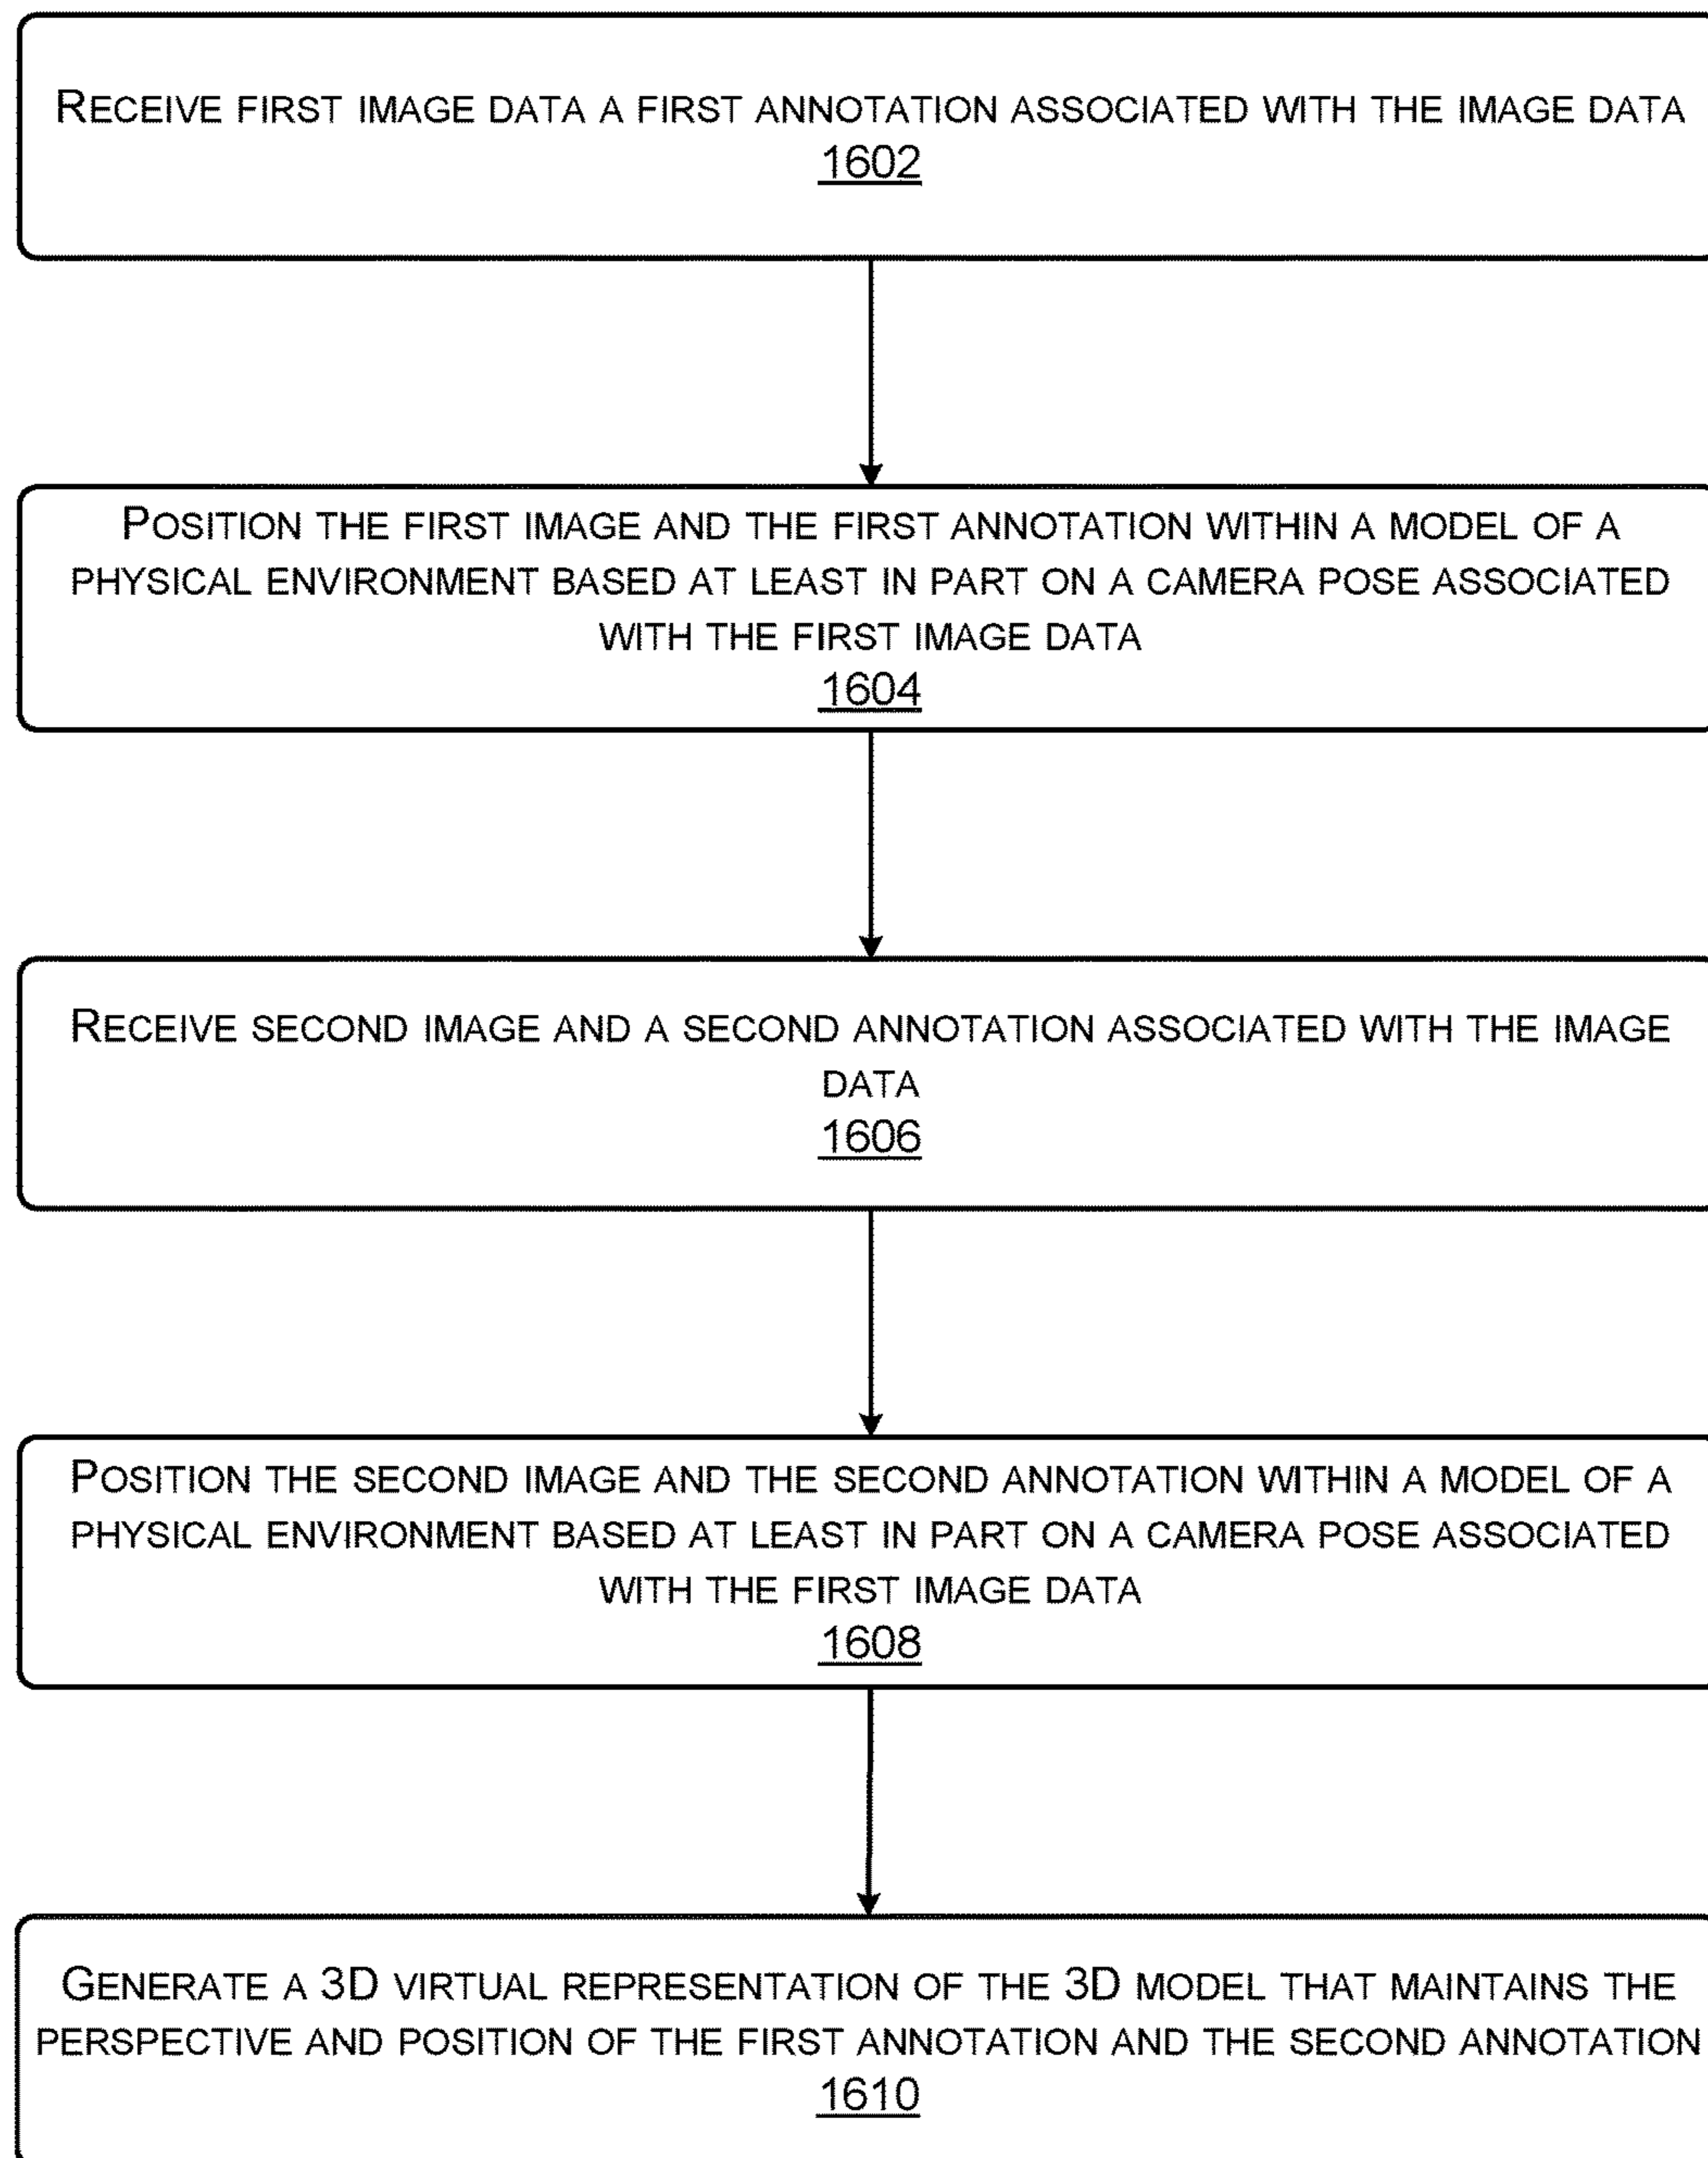 RECEIVE FIRST IMAGE DATA A FIRST ANNOTATION ASSOCIATED WITH THE IMAGE DATA
1602
POSITION THE FIRST IMAGE AND THE FIRST ANNOTATION WITHIN A MODEL OF A
PHYSICAL ENVIRONMENT BASED AT LEAST IN PART ON A CAMERA POSE ASSOCIATED
WITH THE FIRST IMAGE DATA
1604
RECEIVE SECOND IMAGE AND A SECOND ANNOTATION ASSOCIATED WITH THE IMAGE
DATA
1606
POSITION THE SECOND IMAGE AND THE SECOND ANNOTATION WITHIN A MODEL OF A
PHYSICAL ENVIRONMENT BASED AT LEAST IN PART ON A CAMERA POSE ASSOCIATED
WITH THE FIRST IMAGE DATA
1608
GENERATE A 3D VIRTUAL REPRESENTATION OF THE 3D MODEL THAT MAINTAINS THE
PERSPECTIVE AND POSITION OF THE FIRST ANNOTATION AND THE SECOND ANNOTATION
1610